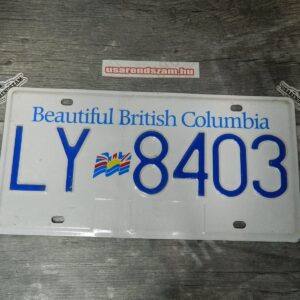 usarendszam.hu
Beautiful British Columbia
LY 8403